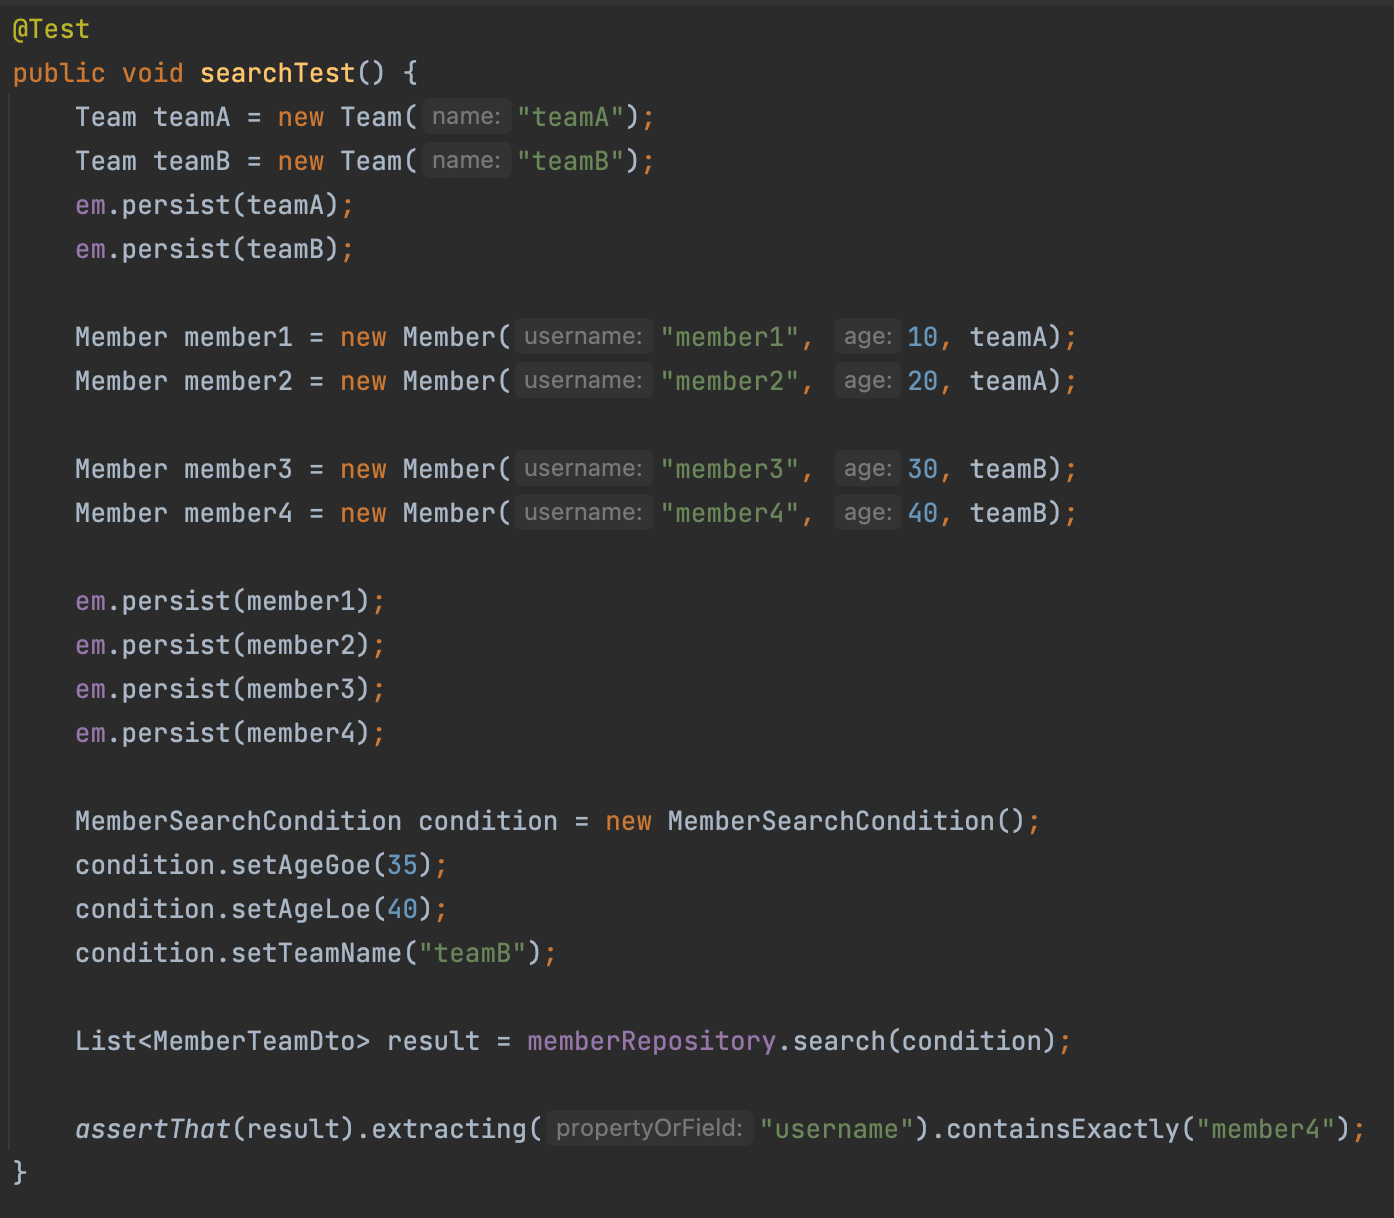 @Test
public void searchTest() {
Team teamA = new Team( name: "teamA");
Team teamB = new Team( name: "teamB");
em.persist(teamA);
em.persist(teamB);
Member member1 = new Member( username: "member1", age: 10, teamA);
Member member2 = new Member( username: "member2", age: 20, teamA);
Member member3 = new Member( username: "member3", age: 30, teamB);
Member member4 = new Member( username: "member4", age: 40, teamB);
em.persist(member1);
em.persist(member2);
em.persist(member3);
em.persist(member4);
MemberSearchCondition condition = new MemberSearchCondition();
condition.setAgeGoe(35);
condition.setAgeLoe(40);
condition.setTeamName("teamB");
List<MemberTeamDto> result = memberRepository.search(condition);
assertThat(result).extracting( propertyOrField: "username").containsExactly("member4");
}